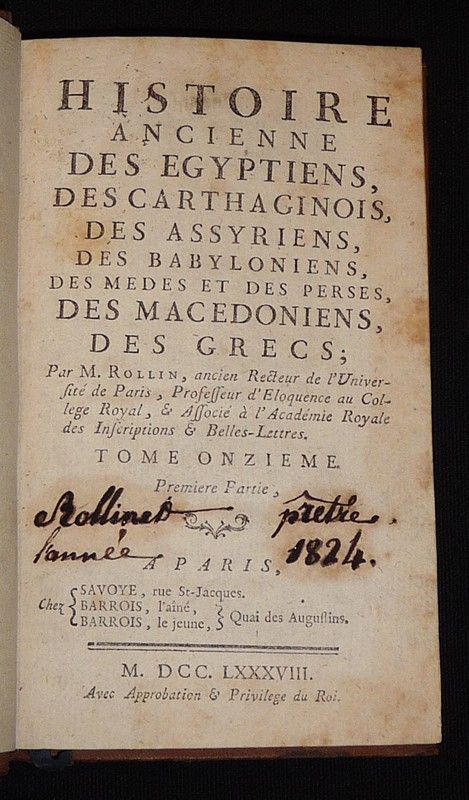 HISTOIRE
ANCIENNE
DES EGYPTIENS,
DES CARTHAGINOIS,
DES ASSYRIENS,
DES BABYLONIENS,
DES MEDES ET DES PERSES,
DES MACEDONIENS,
DES GRECS;
Par M. ROLLIN, ancien Recteur de l'Univer-
ſité de Paris, Profeſſeur d'Eloquence au Col-
lege Royal, & Aſſocié à l'Académie Royale
des Inſcriptions & Belles-Lettres.
TOME ONZIEME.
Premiere Partie,
Rollinet prêtre.
l'année 1824.
A PARIS,
Chez SAVOYE, rue St-Jacques.
BARROIS, l'aîné,
BARROIS, le jeune, Quai des Auguſtins.
M. DCC. LXXXVIII.
Avec Approbation & Privilege du Roi.